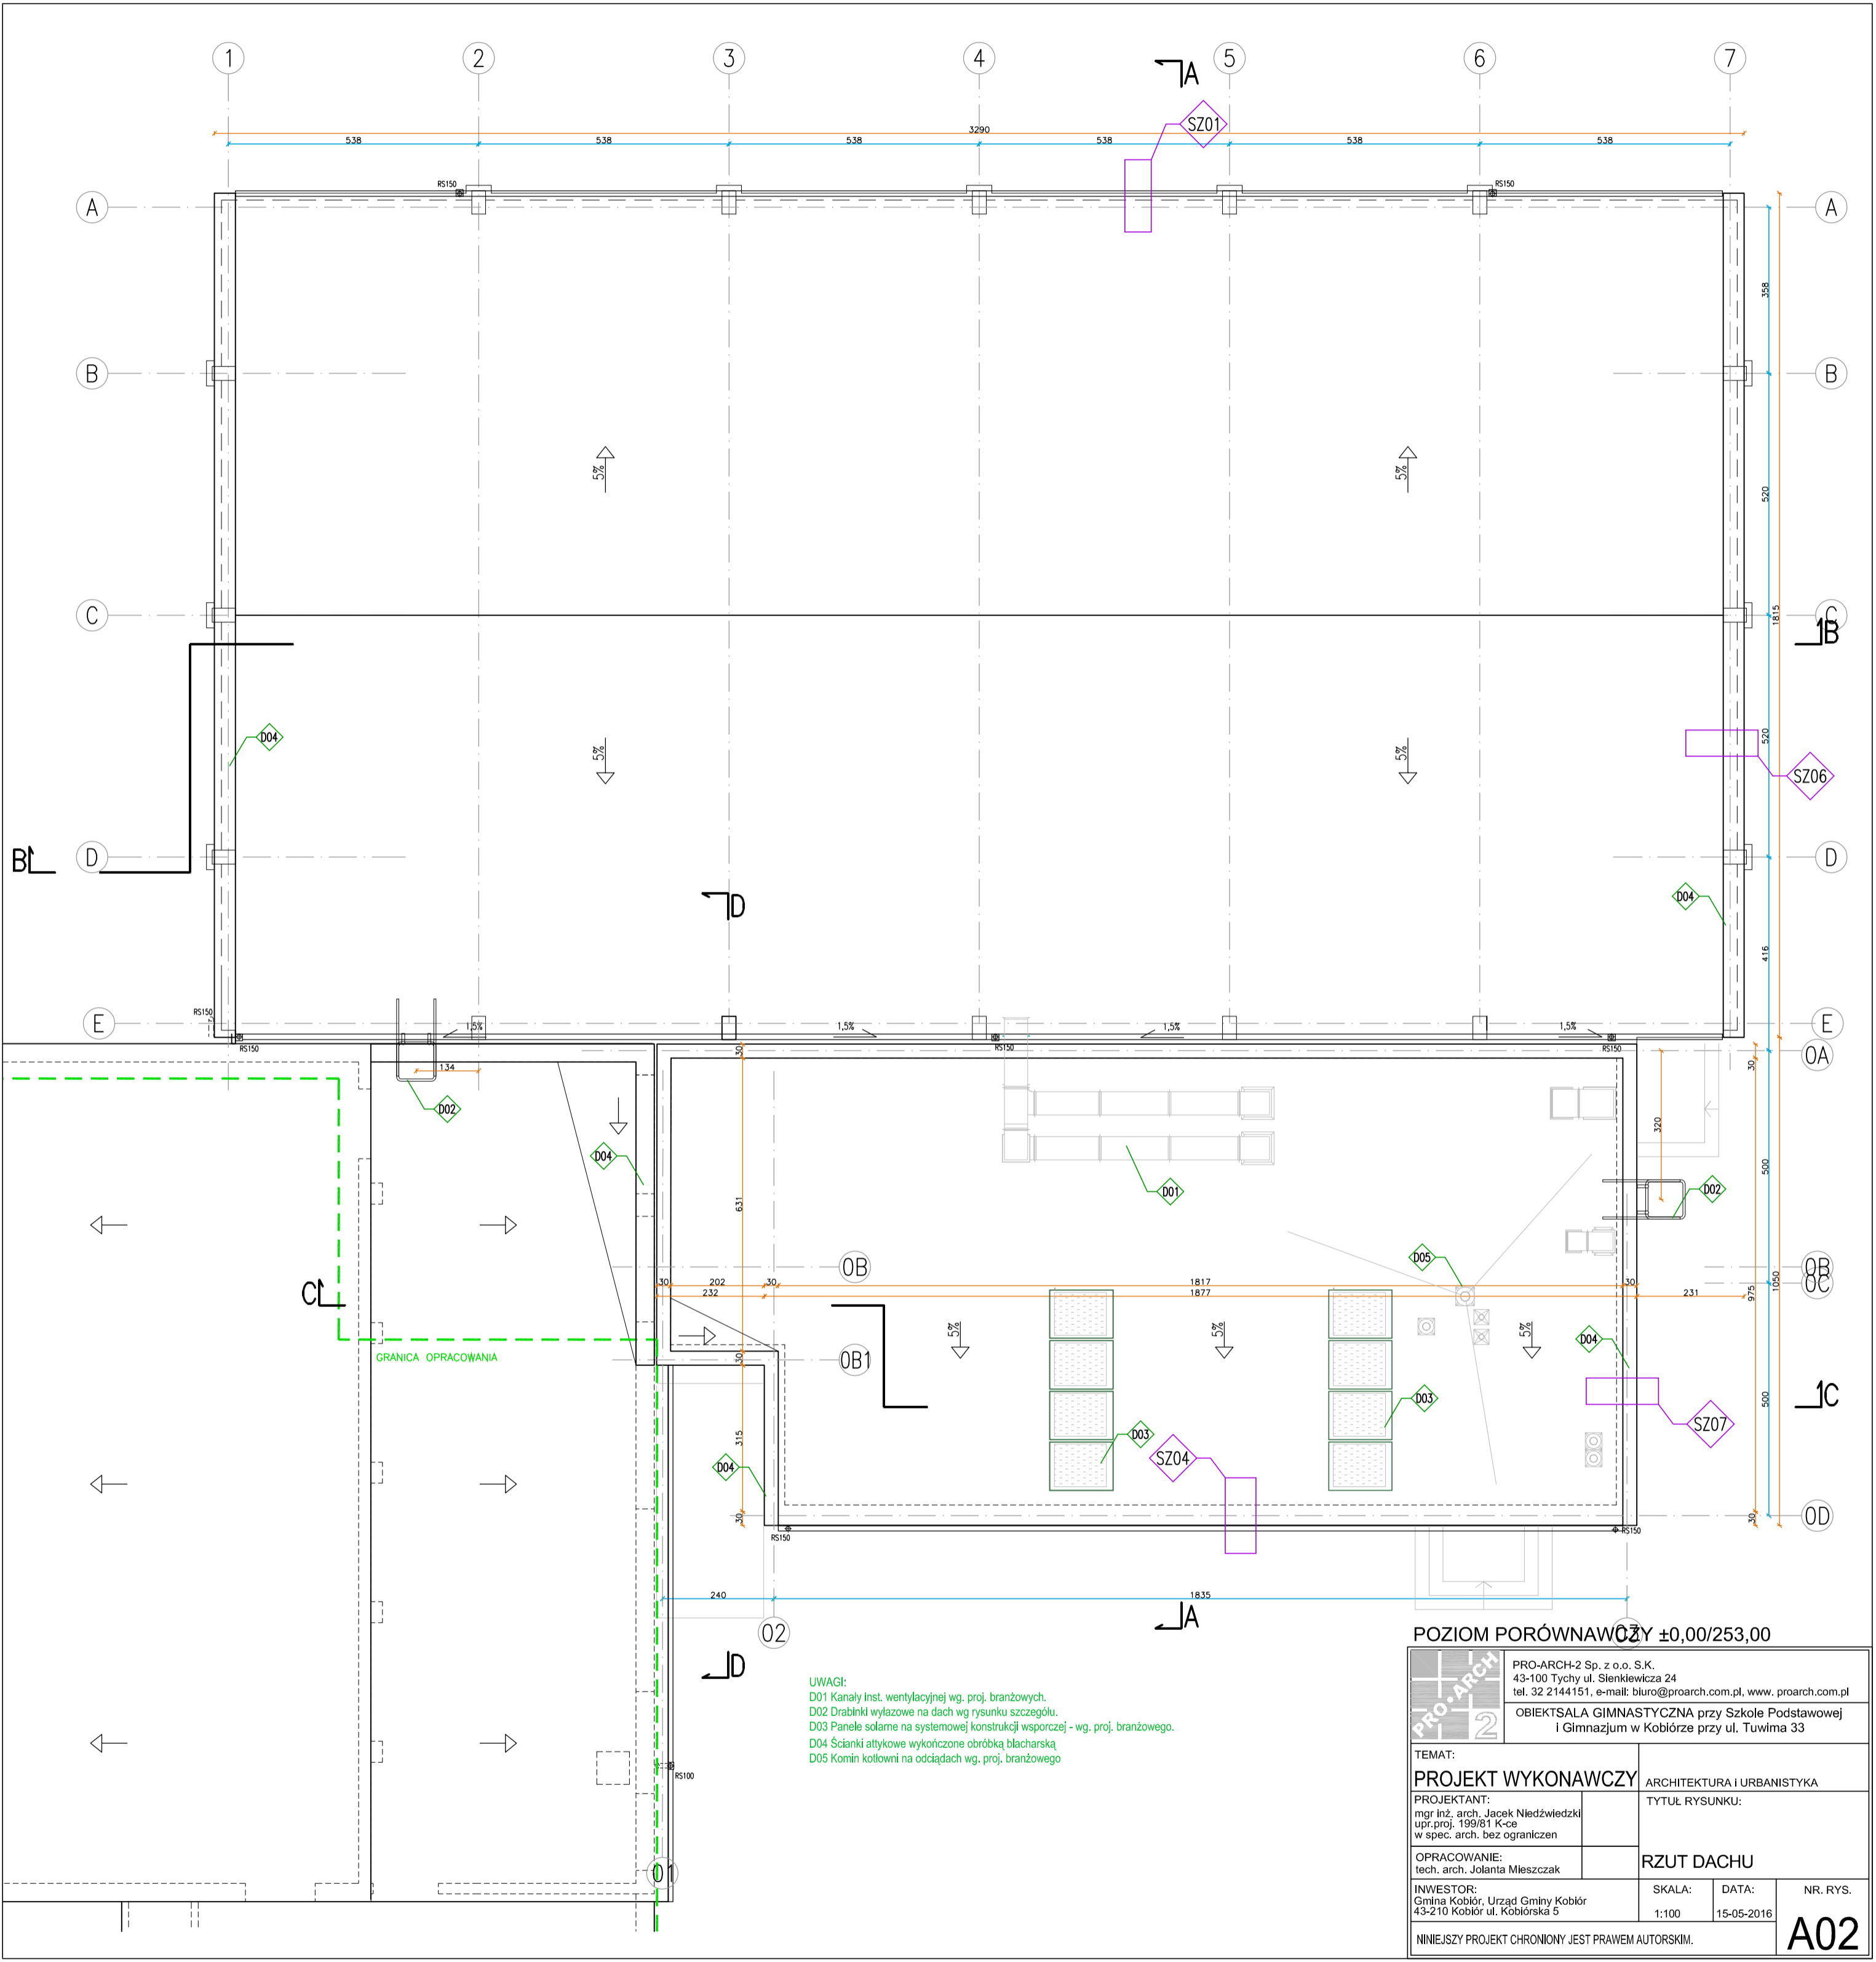 1 2 3 4 5 6 7
A
SZ01
3290
538 538 538 538 538 538
RS150 RS150
A A
358
B B
5% 5%
520
C C
1815
B
D04
5% 5%
520
SZ06
B D D
D
D04
416
E E
RS150
1,5% 1,5% 1,5% 1,5%
RS150 RS150 RS150
0A
30 30
134
D02
320
D04
500
D01 D02
631
D05
0B 0B
0C
30 202 30 1817 30
232 1877 231
975
1050
C
5% 5% 5%
D04
GRANICA OPRACOWANIA
30
0B1
D03
500
C
SZ07
315
D03
SZ04
D04
30 30
0D
RS150 RS150
240 1835
A
02 03
D
RS100
01
UWAGI:
D01 Kanały inst. wentylacyjnej wg. proj. branżowych.
D02 Drabinki wyłazowe na dach wg rysunku szczegółu.
D03 Panele solarne na systemowej konstrukcji wsporczej - wg. proj. branżowego.
D04 Ścianki attykowe wykończone obróbką blacharską
D05 Komin kotłowni na odciądach wg. proj. branżowego
POZIOM PORÓWNAWCZY ±0,00/253,00
PRO•ARCH
2
PRO-ARCH-2 Sp. z o.o. S.K.
43-100 Tychy ul. Sienkiewicza 24
tel. 32 2144151, e-mail: biuro@proarch.com.pl, www. proarch.com.pl
OBIEKTSALA GIMNASTYCZNA przy Szkole Podstawowej
i Gimnazjum w Kobiórze przy ul. Tuwima 33
TEMAT:
PROJEKT WYKONAWCZY
ARCHITEKTURA I URBANISTYKA
PROJEKTANT:
mgr inż. arch. Jacek Niedźwiedzki
upr.proj. 199/81 K-ce
w spec. arch. bez ograniczen
TYTUŁ RYSUNKU:
RZUT DACHU
OPRACOWANIE:
tech. arch. Jolanta Mieszczak
INWESTOR:
Gmina Kobiór, Urząd Gminy Kobiór
43-210 Kobiór ul. Kobiórska 5
SKALA:
1:100
DATA:
15-05-2016
NR. RYS.
A02
NINIEJSZY PROJEKT CHRONIONY JEST PRAWEM AUTORSKIM.